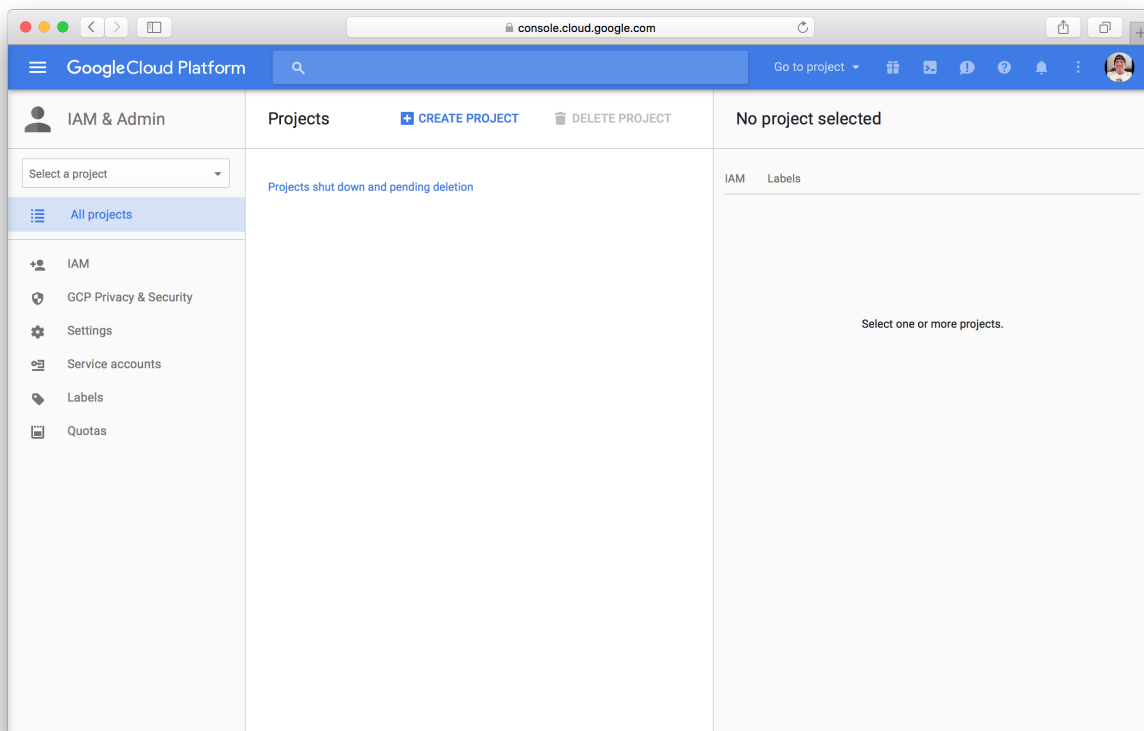 console.cloud.google.com
Google Cloud Platform
Go to project
IAM & Admin
Projects
CREATE PROJECT
DELETE PROJECT
No project selected
Select a project
All projects
IAM
GCP Privacy & Security
Settings
Service accounts
Labels
Quotas
Projects shut down and pending deletion
IAM Labels
Select one or more projects.